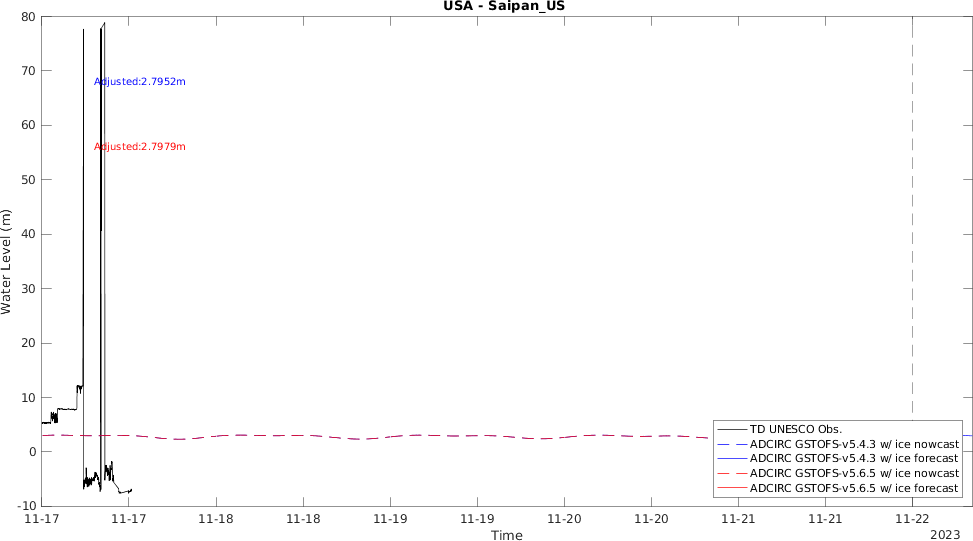 USA - Saipan_US
80
70
60
50
40
30
20
10
0
-10
Water Level (m)
Adjusted:2.7952m
Adjusted:2.7979m
TD UNESCO Obs.
ADCIRC GSTOFS-v5.4.3 w/ ice nowcast
ADCIRC GSTOFS-v5.4.3 w/ ice forecast
ADCIRC GSTOFS-v5.6.5 w/ ice nowcast
ADCIRC GSTOFS-v5.6.5 w/ ice forecast
11-17 11-17 11-18 11-18 11-19 11-19 11-20 11-20 11-21 11-21 11-22
Time
2023